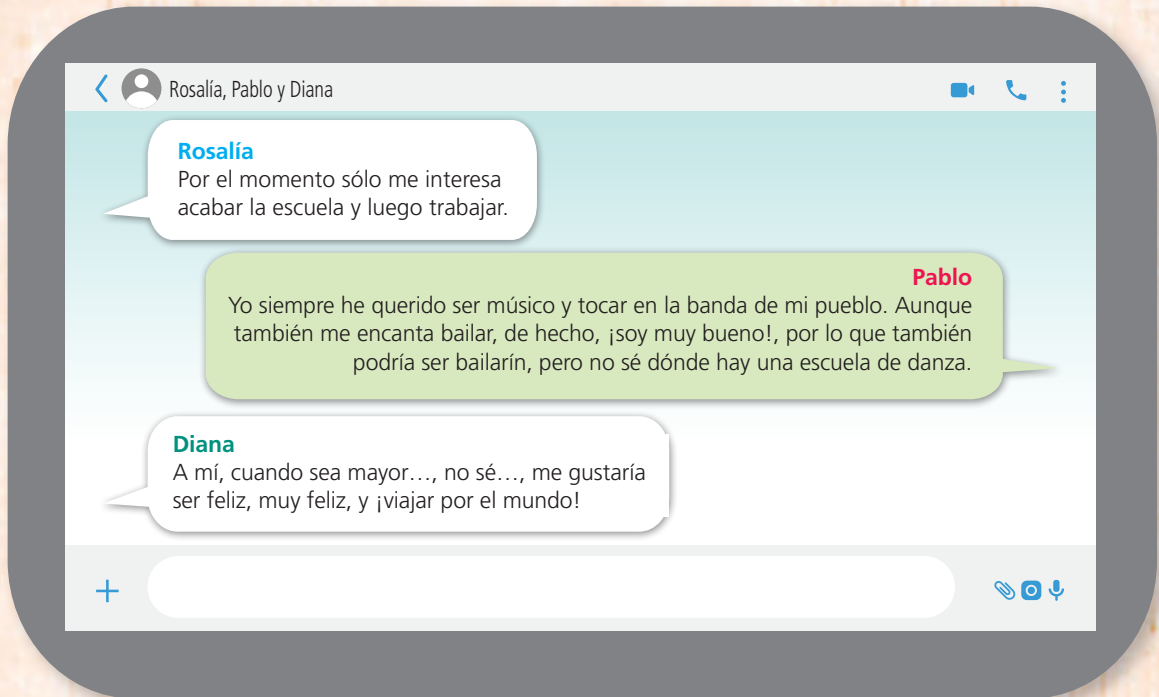 Rosalía, Pablo y Diana
Rosalía
Por el momento sólo me interesa
acabar la escuela y luego trabajar.
Pablo
Yo siempre he querido ser músico y tocar en la banda de mi pueblo. Aunque
también me encanta bailar, de hecho, ¡soy muy bueno!, por lo que también
podría ser bailarín, pero no sé dónde hay una escuela de danza.
Diana
A mí, cuando sea mayor…, no sé…, me gustaría
ser feliz, muy feliz, y ¡viajar por el mundo!